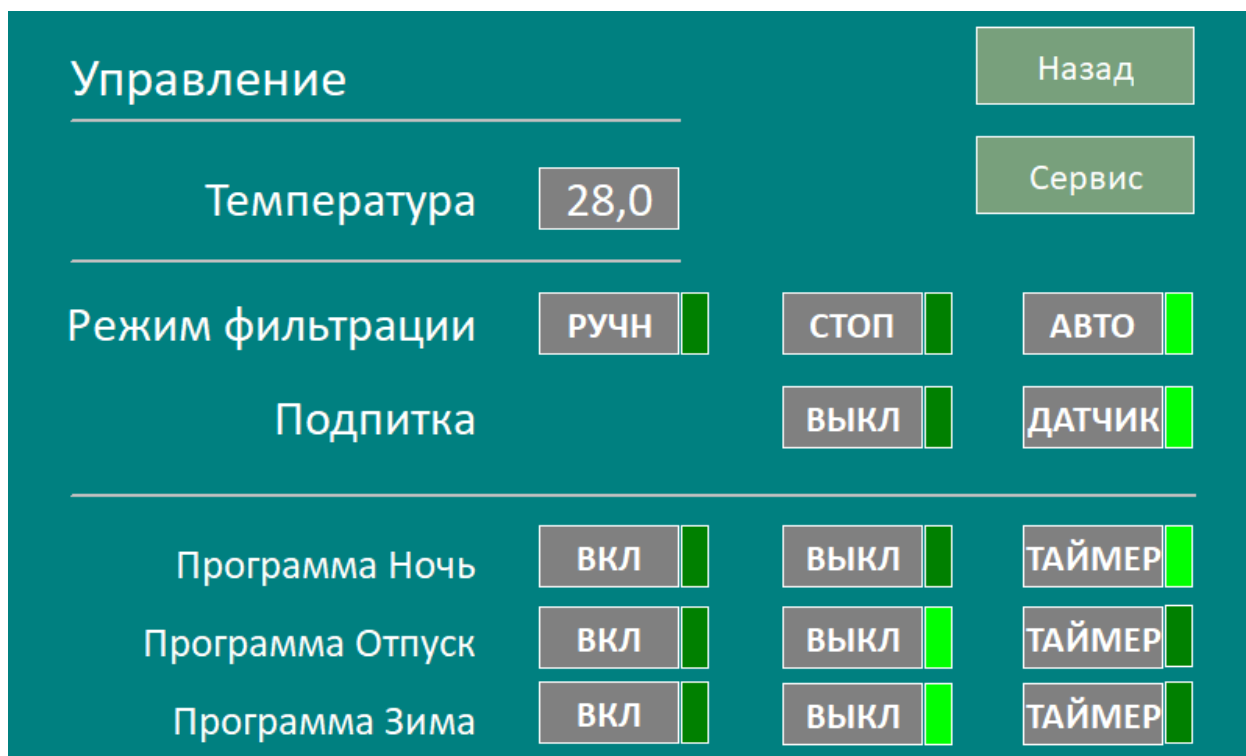 Управление
Назад
Сервис
Температура 28,0
Режим фильтрации РУЧН СТОП АВТО
Подпитка ВЫКЛ ДАТЧИК
Программа Ночь ВКЛ ВЫКЛ ТАЙМЕР
Программа Отпуск ВКЛ ВЫКЛ ТАЙМЕР
Программа Зима ВКЛ ВЫКЛ ТАЙМЕР